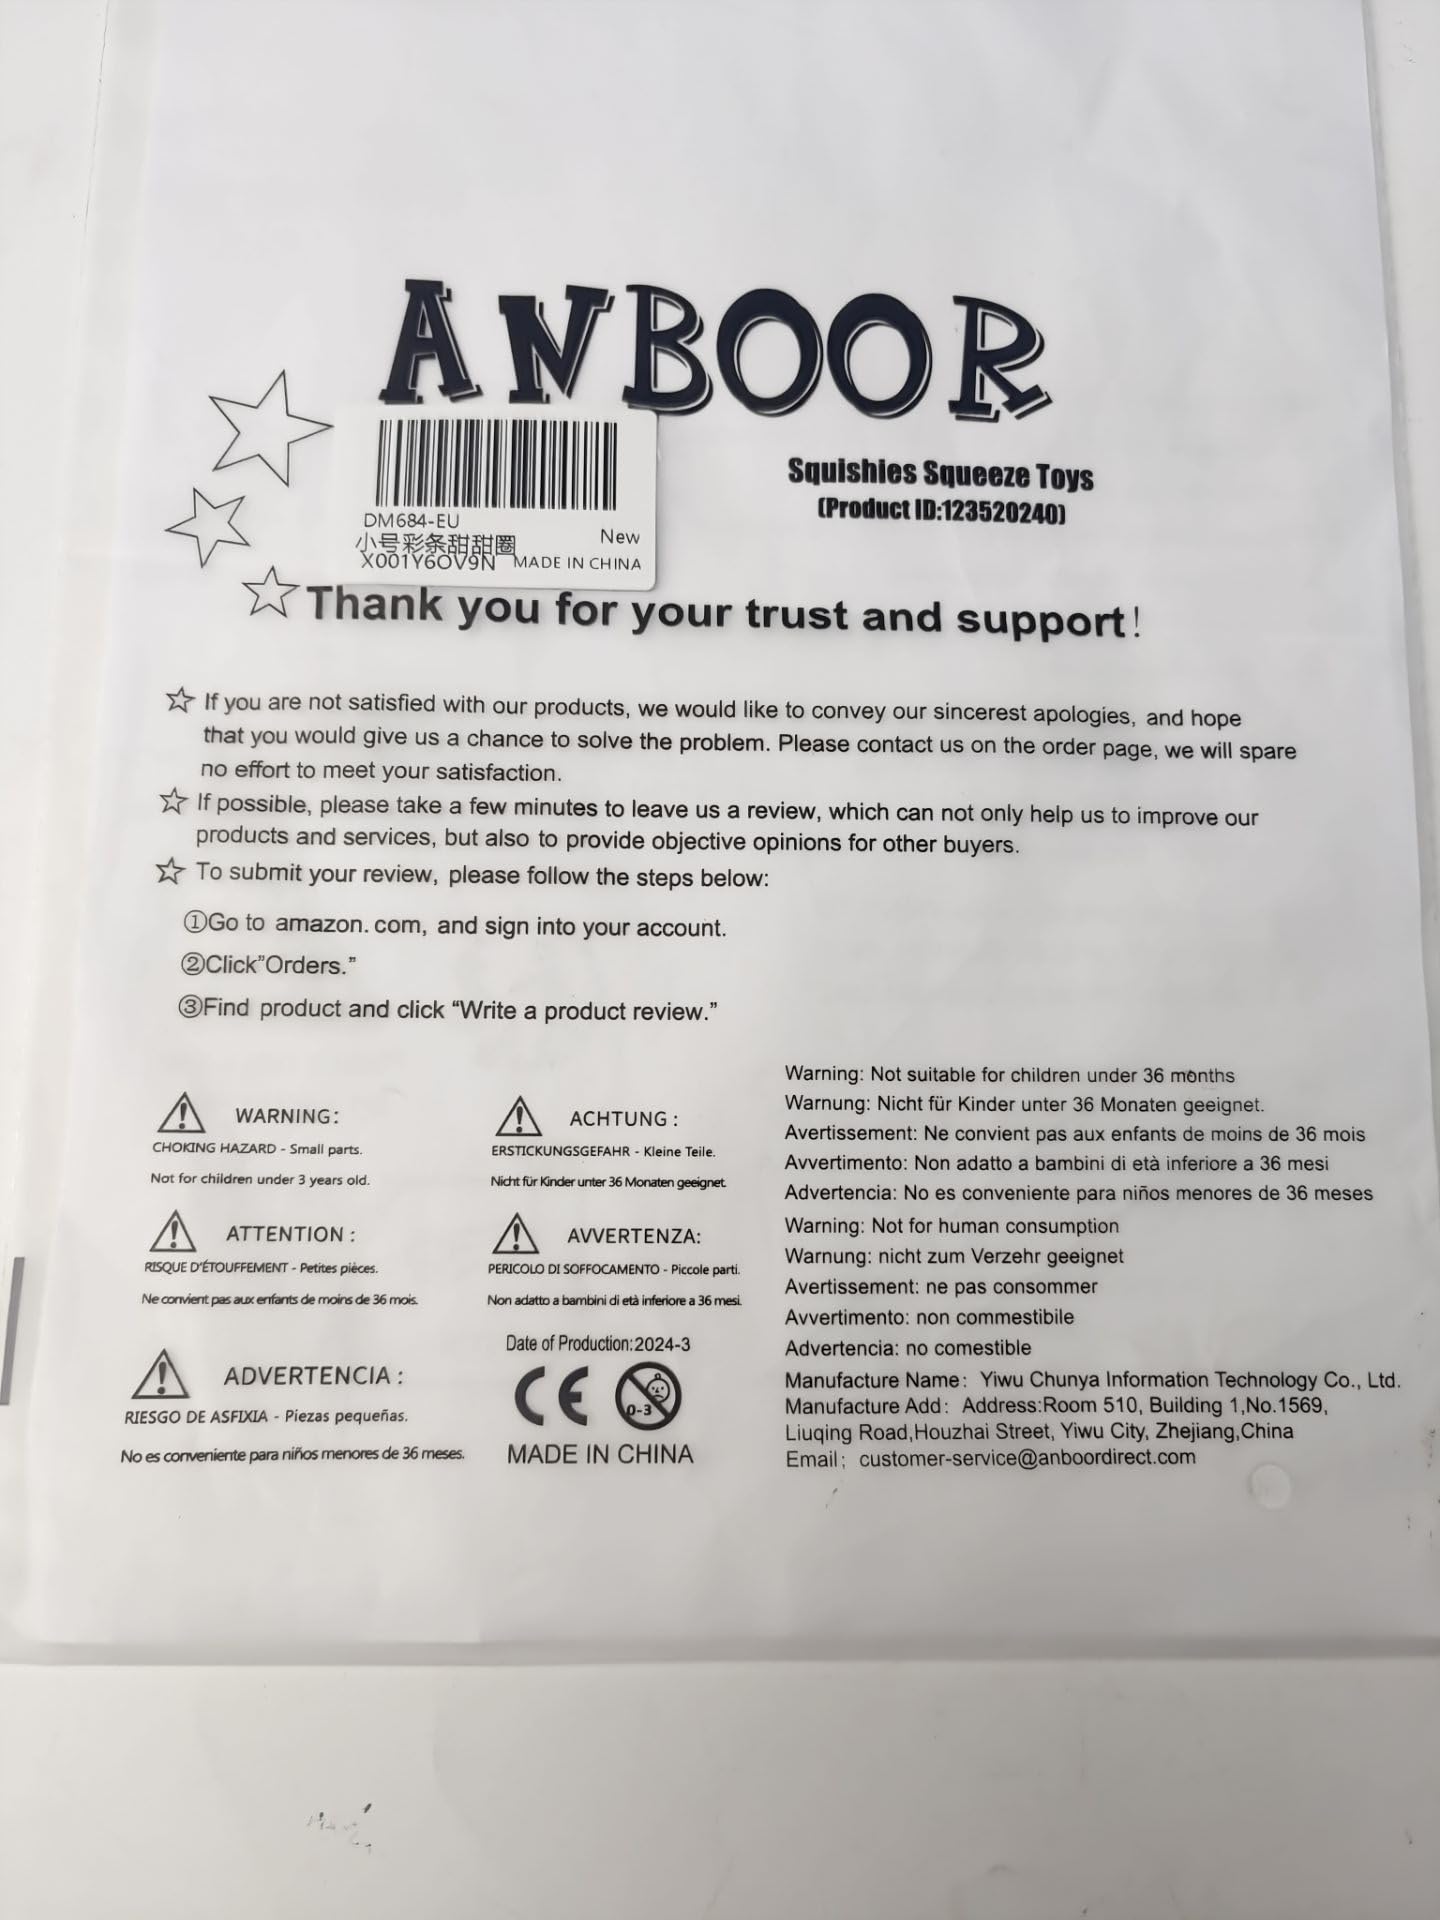 ANBOOR
Squishies Squeeze Toys
(Product ID:123520240)
DM684-EU
小号彩条甜甜圈
New
X001Y6OV9N MADE IN CHINA
Thank you for your trust and support!
If you are not satisfied with our products, we would like to convey our sincerest apologies, and hope
that you would give us a chance to solve the problem. Please contact us on the order page, we will spare
no effort to meet your satisfaction.
If possible, please take a few minutes to leave us a review, which can not only help us to improve our
products and services, but also to provide objective opinions for other buyers.
To submit your review, please follow the steps below:
①Go to amazon.com, and sign into your account.
②Click"Orders."
③Find product and click “Write a product review.”
WARNING:
CHOKING HAZARD - Small parts.
Not for children under 3 years old.
ACHTUNG :
ERSTICKUNGSGEFAHR - Kleine Teile.
Nicht für Kinder unter 36 Monaten geeignet.
ATTENTION :
RISQUE D'ÉTOUFFEMENT - Petites pièces.
Ne convient pas aux enfants de moins de 36 mois.
AVVERTENZA:
PERICOLO DI SOFFOCAMENTO - Piccole parti.
Non adatto a bambini di età inferiore a 36 mesi.
ADVERTENCIA :
RIESGO DE ASFIXIA - Piezas pequeñas.
No es conveniente para niños menores de 36 meses.
Date of Production:2024-3
CE
0-3
MADE IN CHINA
Warning: Not suitable for children under 36 months
Warnung: Nicht für Kinder unter 36 Monaten geeignet.
Avertissement: Ne convient pas aux enfants de moins de 36 mois
Avvertimento: Non adatto a bambini di età inferiore a 36 mesi
Advertencia: No es conveniente para niños menores de 36 meses
Warning: Not for human consumption
Warnung: nicht zum Verzehr geeignet
Avertissement: ne pas consommer
Avvertimento: non commestibile
Advertencia: no comestible
Manufacture Name: Yiwu Chunya Information Technology Co., Ltd.
Manufacture Add: Address:Room 510, Building 1,No.1569,
Liuqing Road,Houzhai Street, Yiwu City, Zhejiang,China
Email: customer-service@anboordirect.com